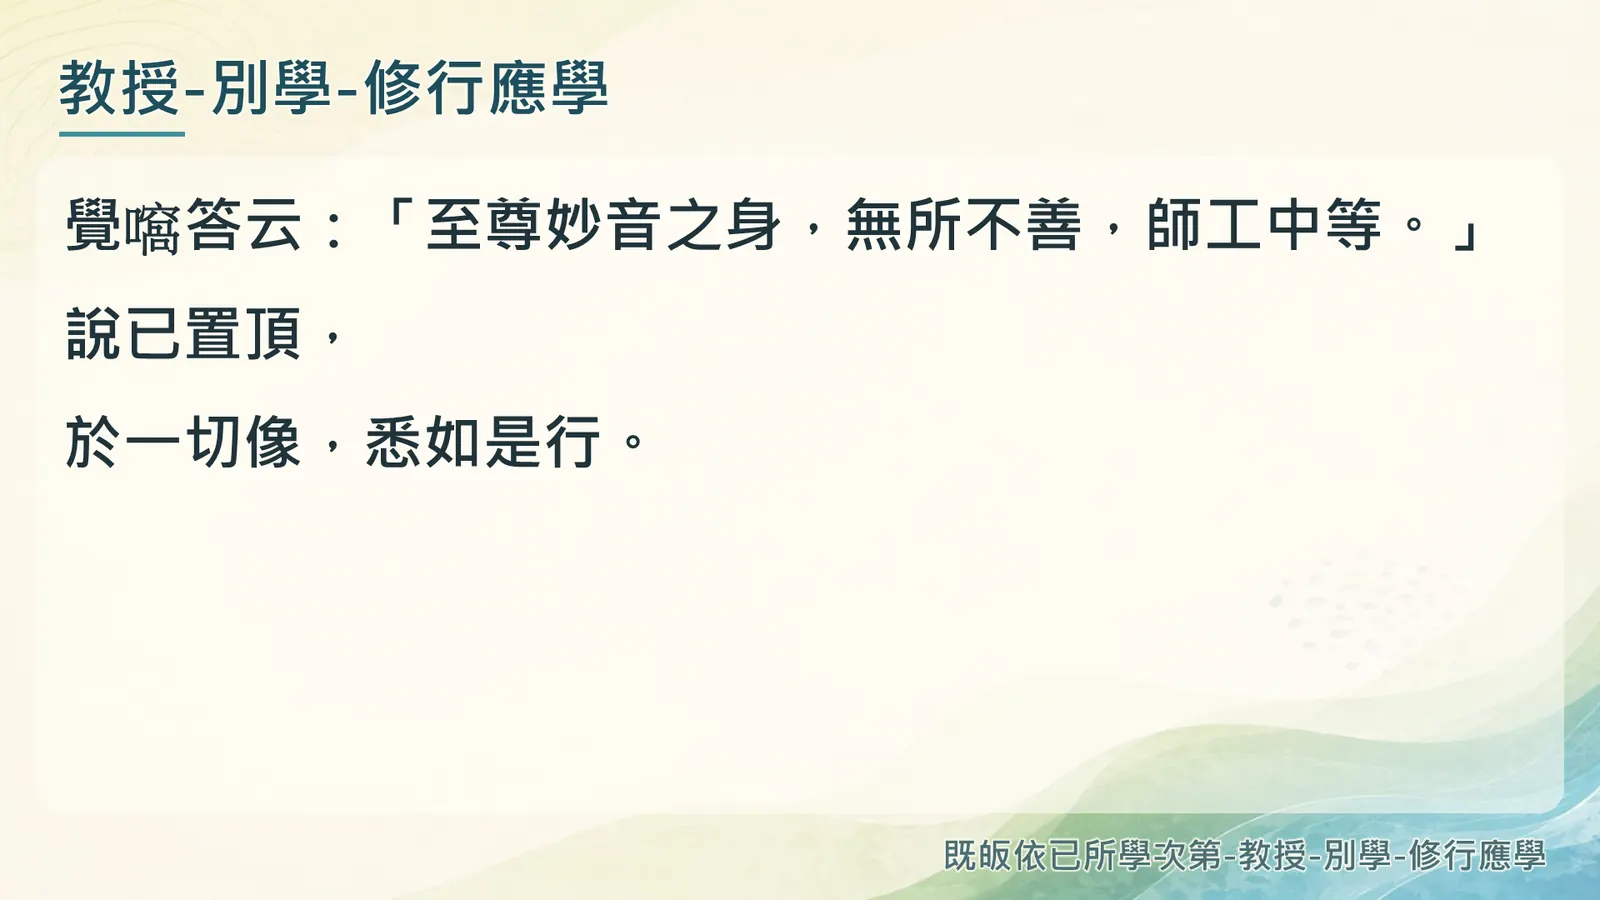 教授-別學-修行應學
覺㗭答云：「至尊妙音之身，無所不善，師工中等。」
說已置頂，
於一切像，悉如是行。
既皈依已所學次第-教授-別學-修行應學